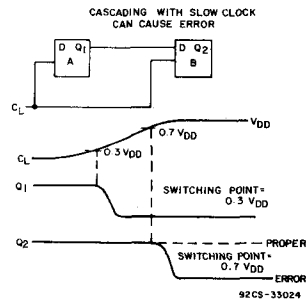 CASCADING WITH SLOW CLOCK
CAN CAUSE ERROR
D Q1
A
D Q2
B
CL
VDD
0.7 VDD
0.3 VDD
CL
Q1
SWITCHING POINT=
0.3 VDD
Q2
PROPER
SWITCHING POINT=
0.7 VDD
ERROR
92CS-33024